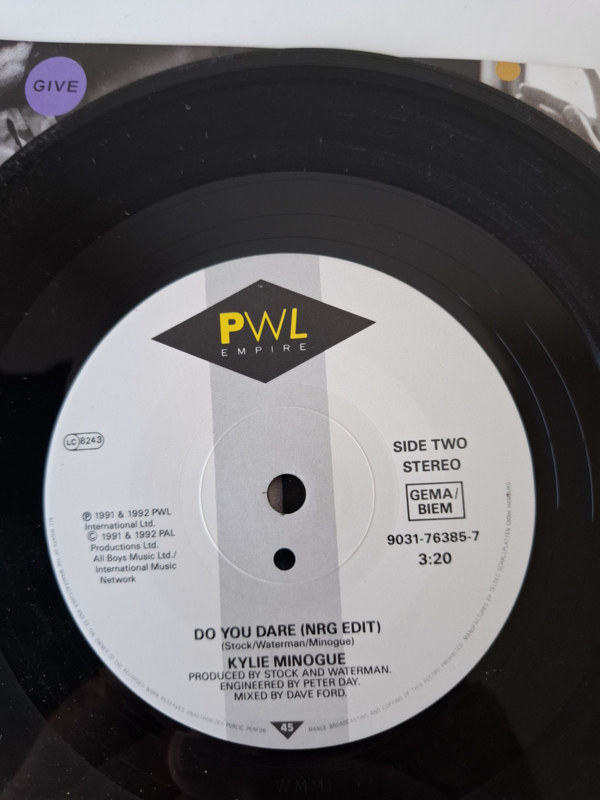 GIVE
PWL
EMPIRE
LC 6243
SIDE TWO
STEREO
GEMA/
BIEM
9031-76385-7
3:20
℗ 1991 & 1992 PWL
International Ltd.
© 1991 & 1992 PAL
Productions Ltd.
All Boys Music Ltd./
International Music
Network
DO YOU DARE (NRG EDIT)
(Stock/Waterman/Minogue)
KYLIE MINOGUE
PRODUCED BY STOCK AND WATERMAN.
ENGINEERED BY PETER DAY.
MIXED BY DAVE FORD.
45